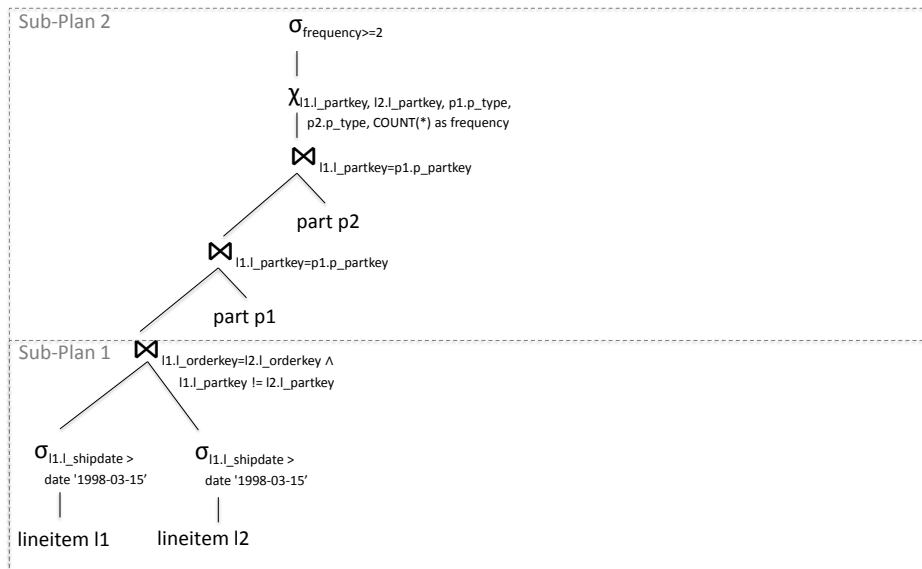 Sub-Plan 2
σfrequency>=2
χl1.l_partkey, l2.l_partkey, p1.p_type,
p2.p_type, COUNT(*) as frequency
⋈ l1.l_partkey=p1.p_partkey
part p2
⋈ l1.l_partkey=p1.p_partkey
part p1
Sub-Plan 1
⋈ l1.l_orderkey=l2.l_orderkey ∧
l1.l_partkey != l2.l_partkey
σl1.l_shipdate > σl1.l_shipdate >
date '1998-03-15’ date '1998-03-15’
lineitem l1 lineitem l2